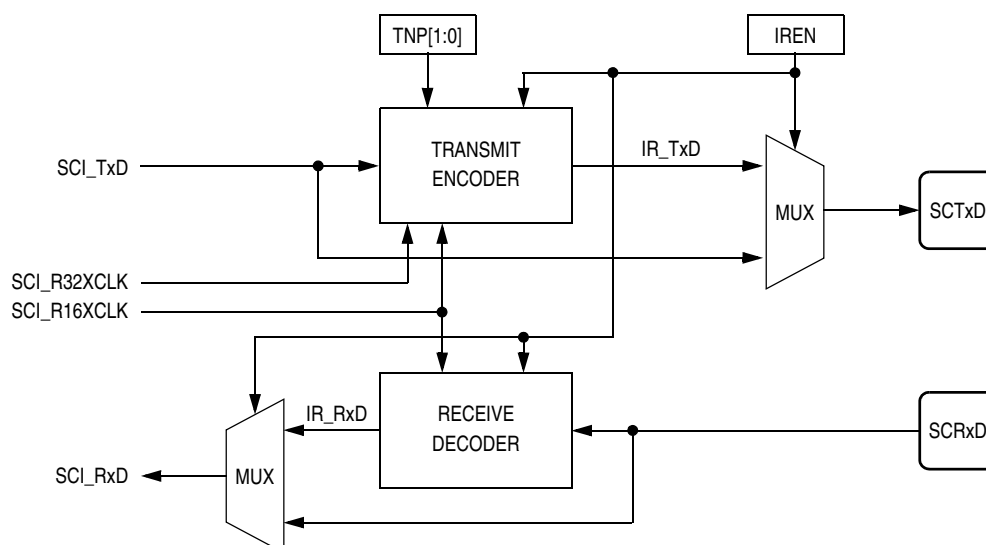 TNP[1:0]
IREN
SCI_TxD
TRANSMIT
ENCODER
IR_TxD
MUX
SCTxD
SCI_R32XCLK
SCI_R16XCLK
IR_RxD
RECEIVE
DECODER
SCRxD
SCI_RxD
MUX